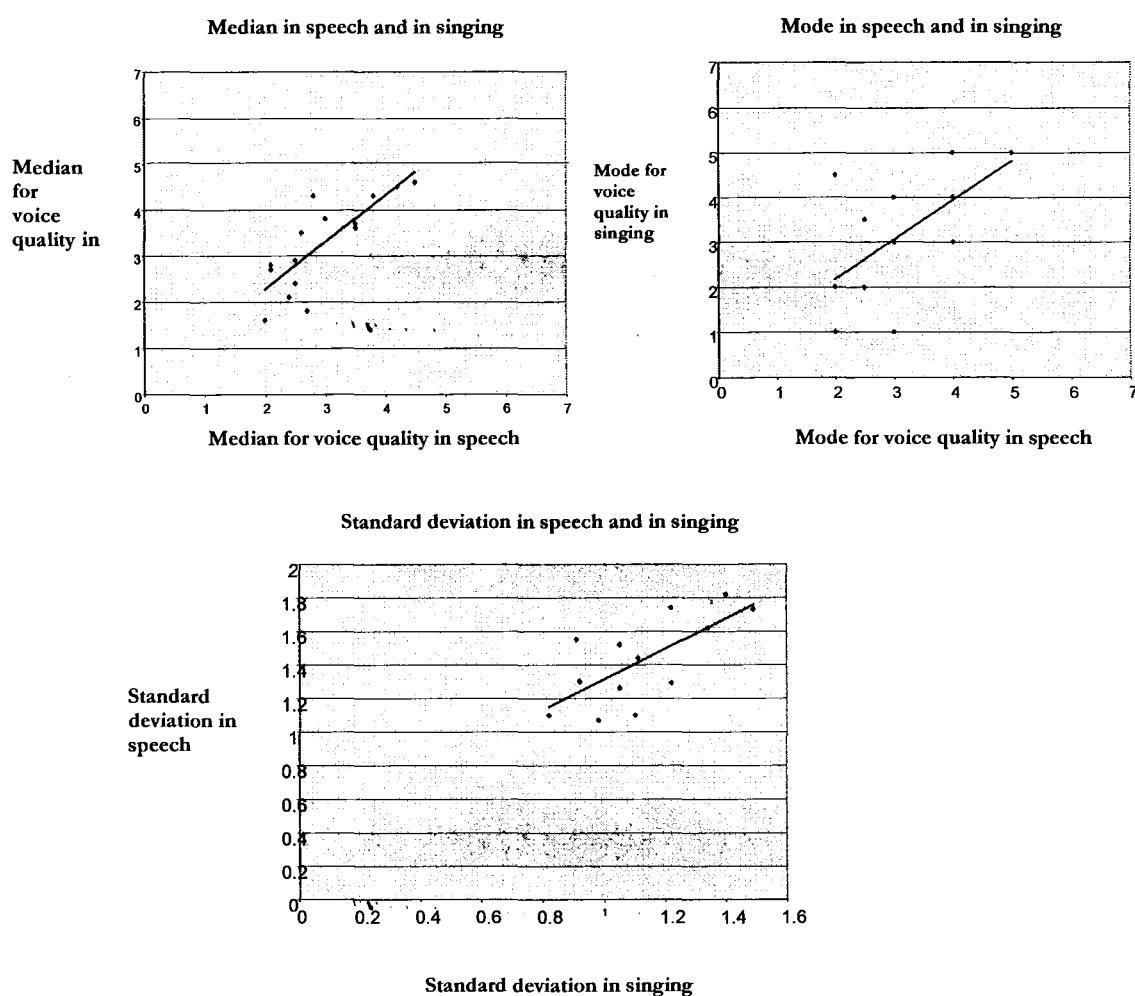 Median in speech and in singing
7
6
5
4
3
2
1
0
0 1 2 3 4 5 6 7
Median
for
voice
quality in
Median for voice quality in speech
Mode in speech and in singing
7
6
5
4
3
2
1
0
0 1 2 3 4 5 6 7
Mode for
voice
quality in
singing
Mode for voice quality in speech
Standard deviation in speech and in singing
2
1.8
1.6
1.4
1.2
1
0.8
0.6
0.4
0.2
0
0 0.2 0.4 0.6 0.8 1 1.2 1.4 1.6
Standard
deviation in
speech
Standard deviation in singing